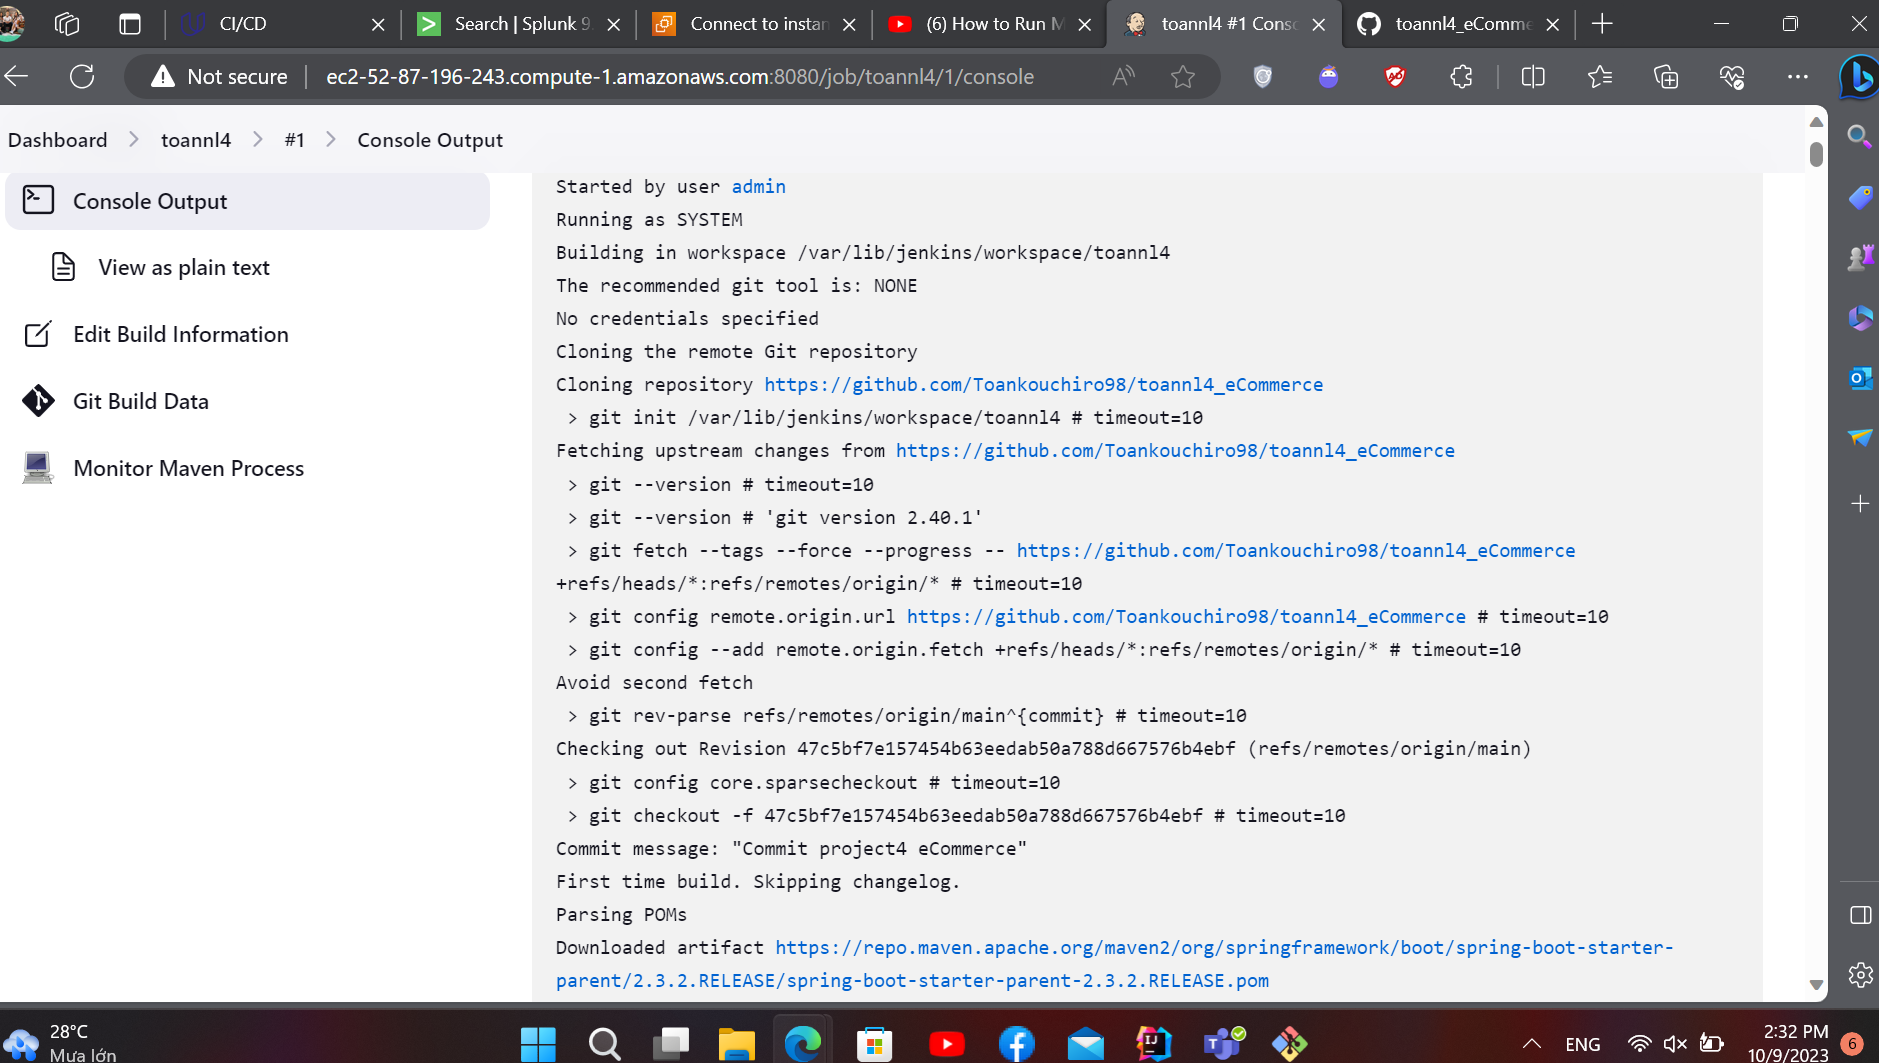 CI/CD
Search | Splunk 9.
Connect to instan
(6) How to Run M
toannl4 #1 Conso
toannl4_eComme
Not secure
ec2-52-87-196-243.compute-1.amazonaws.com:8080/job/toannl4/1/console
Dashboard > toannl4 > #1 > Console Output
Console Output
View as plain text
Edit Build Information
Git Build Data
Monitor Maven Process
Started by user admin
Running as SYSTEM
Building in workspace /var/lib/jenkins/workspace/toannl4
The recommended git tool is: NONE
No credentials specified
Cloning the remote Git repository
Cloning repository https://github.com/Toankouchiro98/toannl4_eCommerce
> git init /var/lib/jenkins/workspace/toannl4 # timeout=10
Fetching upstream changes from https://github.com/Toankouchiro98/toannl4_eCommerce
> git --version # timeout=10
> git --version # 'git version 2.40.1'
> git fetch --tags --force --progress -- https://github.com/Toankouchiro98/toannl4_eCommerce
+refs/heads/*:refs/remotes/origin/* # timeout=10
> git config remote.origin.url https://github.com/Toankouchiro98/toannl4_eCommerce # timeout=10
> git config --add remote.origin.fetch +refs/heads/*:refs/remotes/origin/* # timeout=10
Avoid second fetch
> git rev-parse refs/remotes/origin/main^{commit} # timeout=10
Checking out Revision 47c5bf7e157454b63eedab50a788d667576b4ebf (refs/remotes/origin/main)
> git config core.sparsecheckout # timeout=10
> git checkout -f 47c5bf7e157454b63eedab50a788d667576b4ebf # timeout=10
Commit message: "Commit project4 eCommerce"
First time build. Skipping changelog.
Parsing POMs
Downloaded artifact https://repo.maven.apache.org/maven2/org/springframework/boot/spring-boot-starter-
parent/2.3.2.RELEASE/spring-boot-starter-parent-2.3.2.RELEASE.pom
28°C
Mưa lớn
ENG
2:32 PM
10/9/2023
6